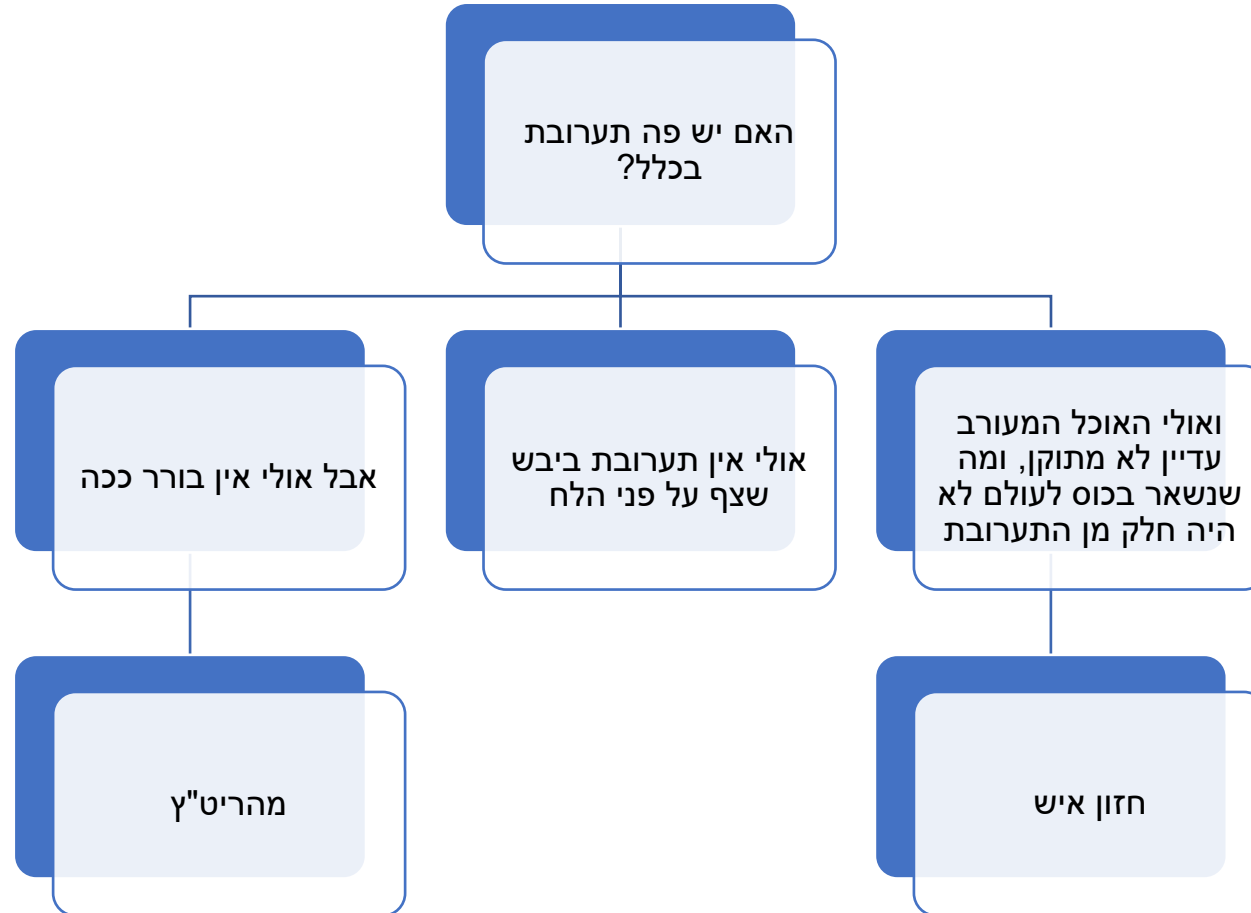 האם יש פה תערובת
בכלל?
ואולי האוכל המעורב
עדיין לא מתוקן, ומה
שנשאר בכוס לעולם לא
היה חלק מן התערובת
אולי אין תערובת ביבש
שצף על פני הלח
אבל אולי אין בורר ככה
חזון איש
מהריט"ץ